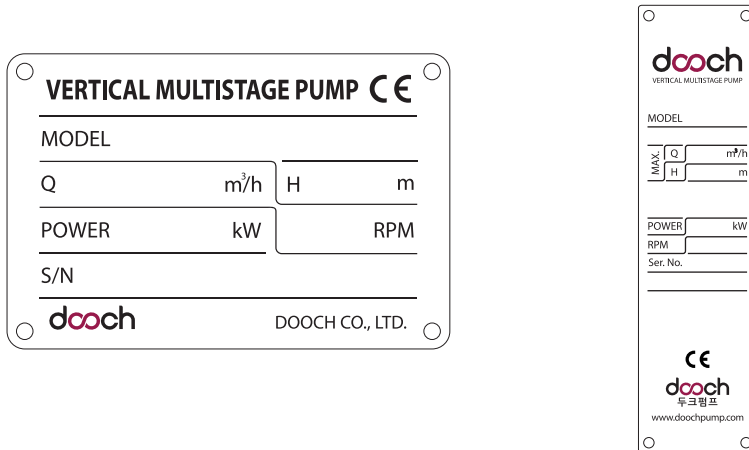 VERTICAL MULTISTAGE PUMP CE
MODEL
Q m³/h H m
POWER kW RPM
S/N
dooch DOOCH CO., LTD.
dooch
VERTICAL MULTISTAGE PUMP
MODEL
MAX.
Q m³/h
H m
POWER kW
RPM
Ser. No.
CE
dooch
두크펌프
www.doochpump.com